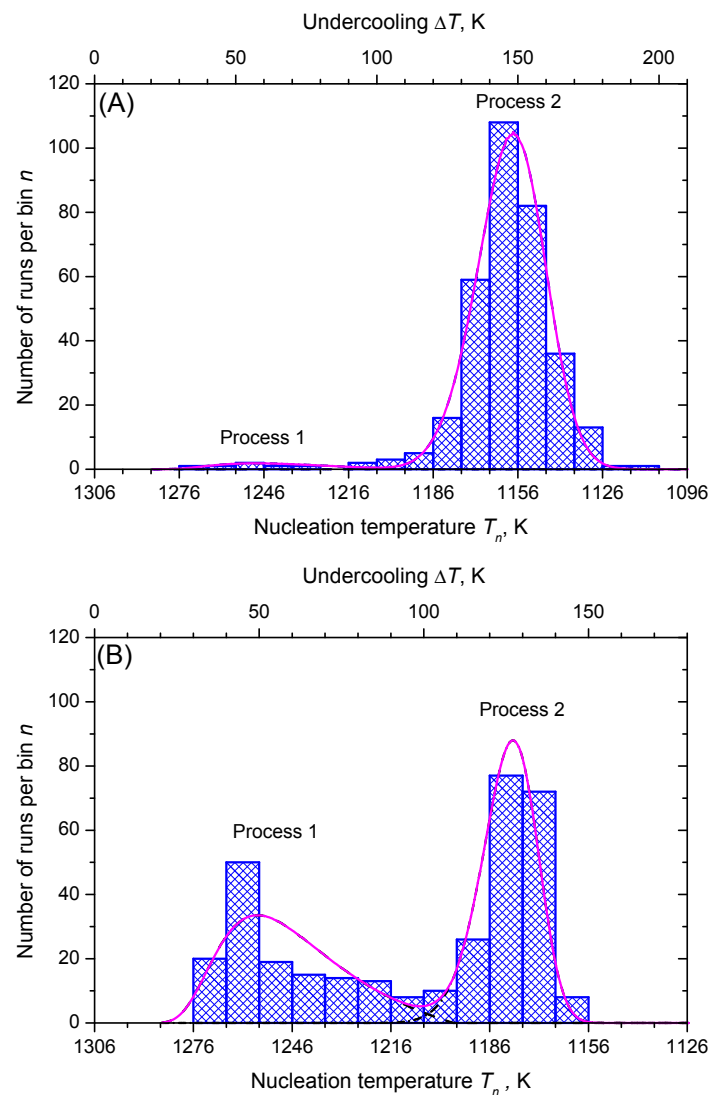 Undercooling ΔT, K
0 50 100 150 200
120
100
80
60
40
20
0
(A)
Process 2
Process 1
Number of runs per bin n
1306 1276 1246 1216 1186 1156 1126 1096
Nucleation temperature Tn, K
Undercooling ΔT, K
0 50 100 150
120
100
80
60
40
20
0
(B)
Process 2
Process 1
Number of runs per bin n
1306 1276 1246 1216 1186 1156 1126
Nucleation temperature Tn , K